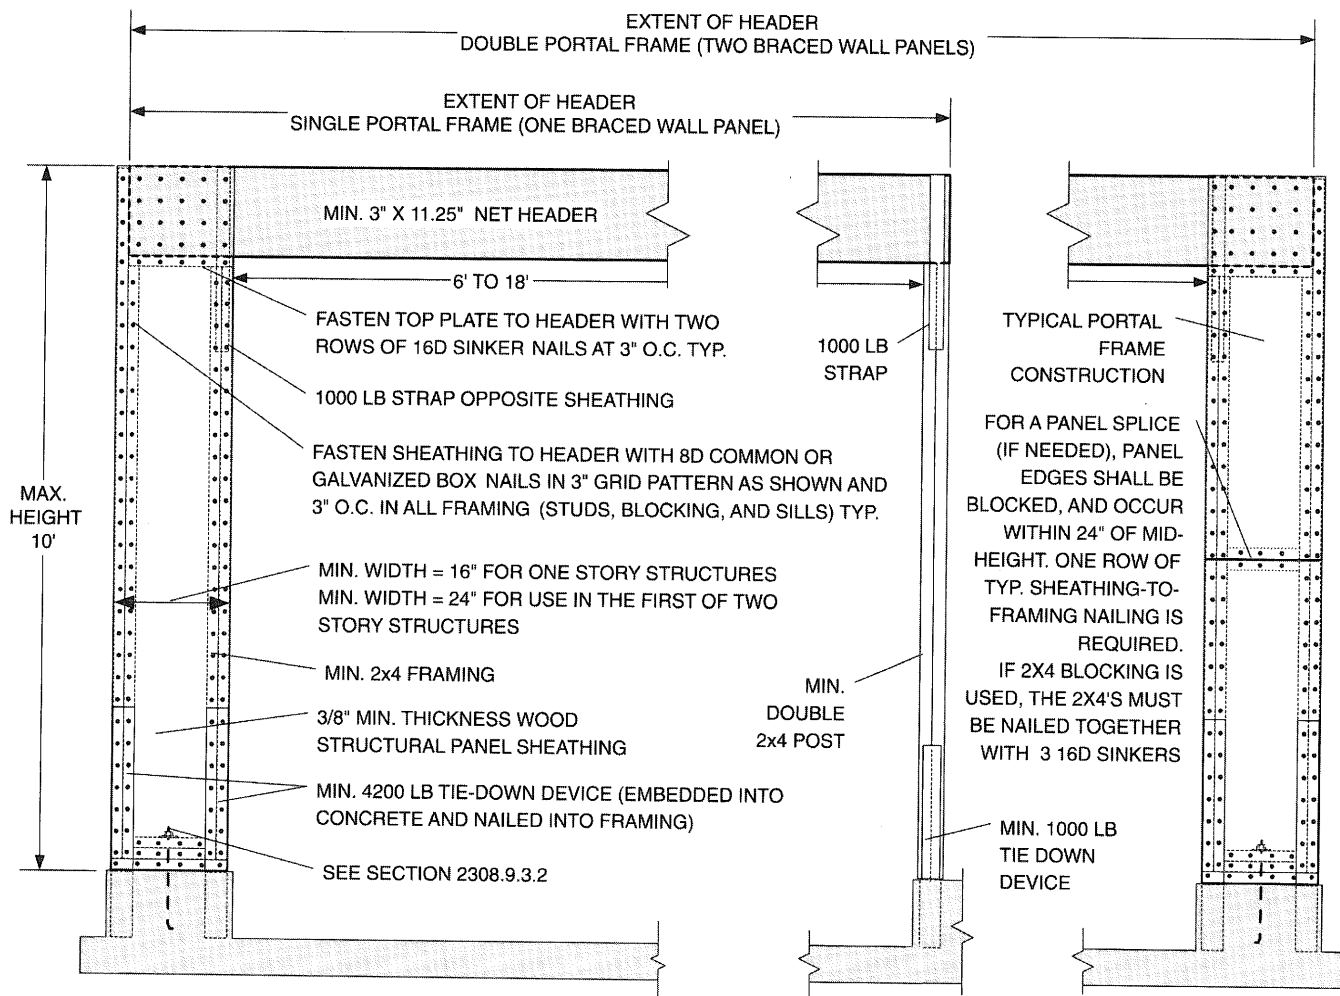 EXTENT OF HEADER
DOUBLE PORTAL FRAME (TWO BRACED WALL PANELS)
EXTENT OF HEADER
SINGLE PORTAL FRAME (ONE BRACED WALL PANEL)
MIN. 3" X 11.25" NET HEADER
6' TO 18'
FASTEN TOP PLATE TO HEADER WITH TWO
ROWS OF 16D SINKER NAILS AT 3" O.C. TYP.
1000 LB STRAP OPPOSITE SHEATHING
FASTEN SHEATHING TO HEADER WITH 8D COMMON OR
GALVANIZED BOX NAILS IN 3" GRID PATTERN AS SHOWN AND
3" O.C. IN ALL FRAMING (STUDS, BLOCKING, AND SILLS) TYP.
MAX.
HEIGHT
10'
MIN. WIDTH = 16" FOR ONE STORY STRUCTURES
MIN. WIDTH = 24" FOR USE IN THE FIRST OF TWO
STORY STRUCTURES
MIN. 2x4 FRAMING
3/8" MIN. THICKNESS WOOD
STRUCTURAL PANEL SHEATHING
MIN. 4200 LB TIE-DOWN DEVICE (EMBEDDED INTO
CONCRETE AND NAILED INTO FRAMING)
SEE SECTION 2308.9.3.2
1000 LB
STRAP
MIN.
DOUBLE
2x4 POST
MIN. 1000 LB
TIE DOWN
DEVICE
TYPICAL PORTAL
FRAME
CONSTRUCTION
FOR A PANEL SPLICE
(IF NEEDED), PANEL
EDGES SHALL BE
BLOCKED, AND OCCUR
WITHIN 24" OF MID-
HEIGHT. ONE ROW OF
TYP. SHEATHING-TO-
FRAMING NAILING IS
REQUIRED.
IF 2X4 BLOCKING IS
USED, THE 2X4'S MUST
BE NAILED TOGETHER
WITH 3 16D SINKERS